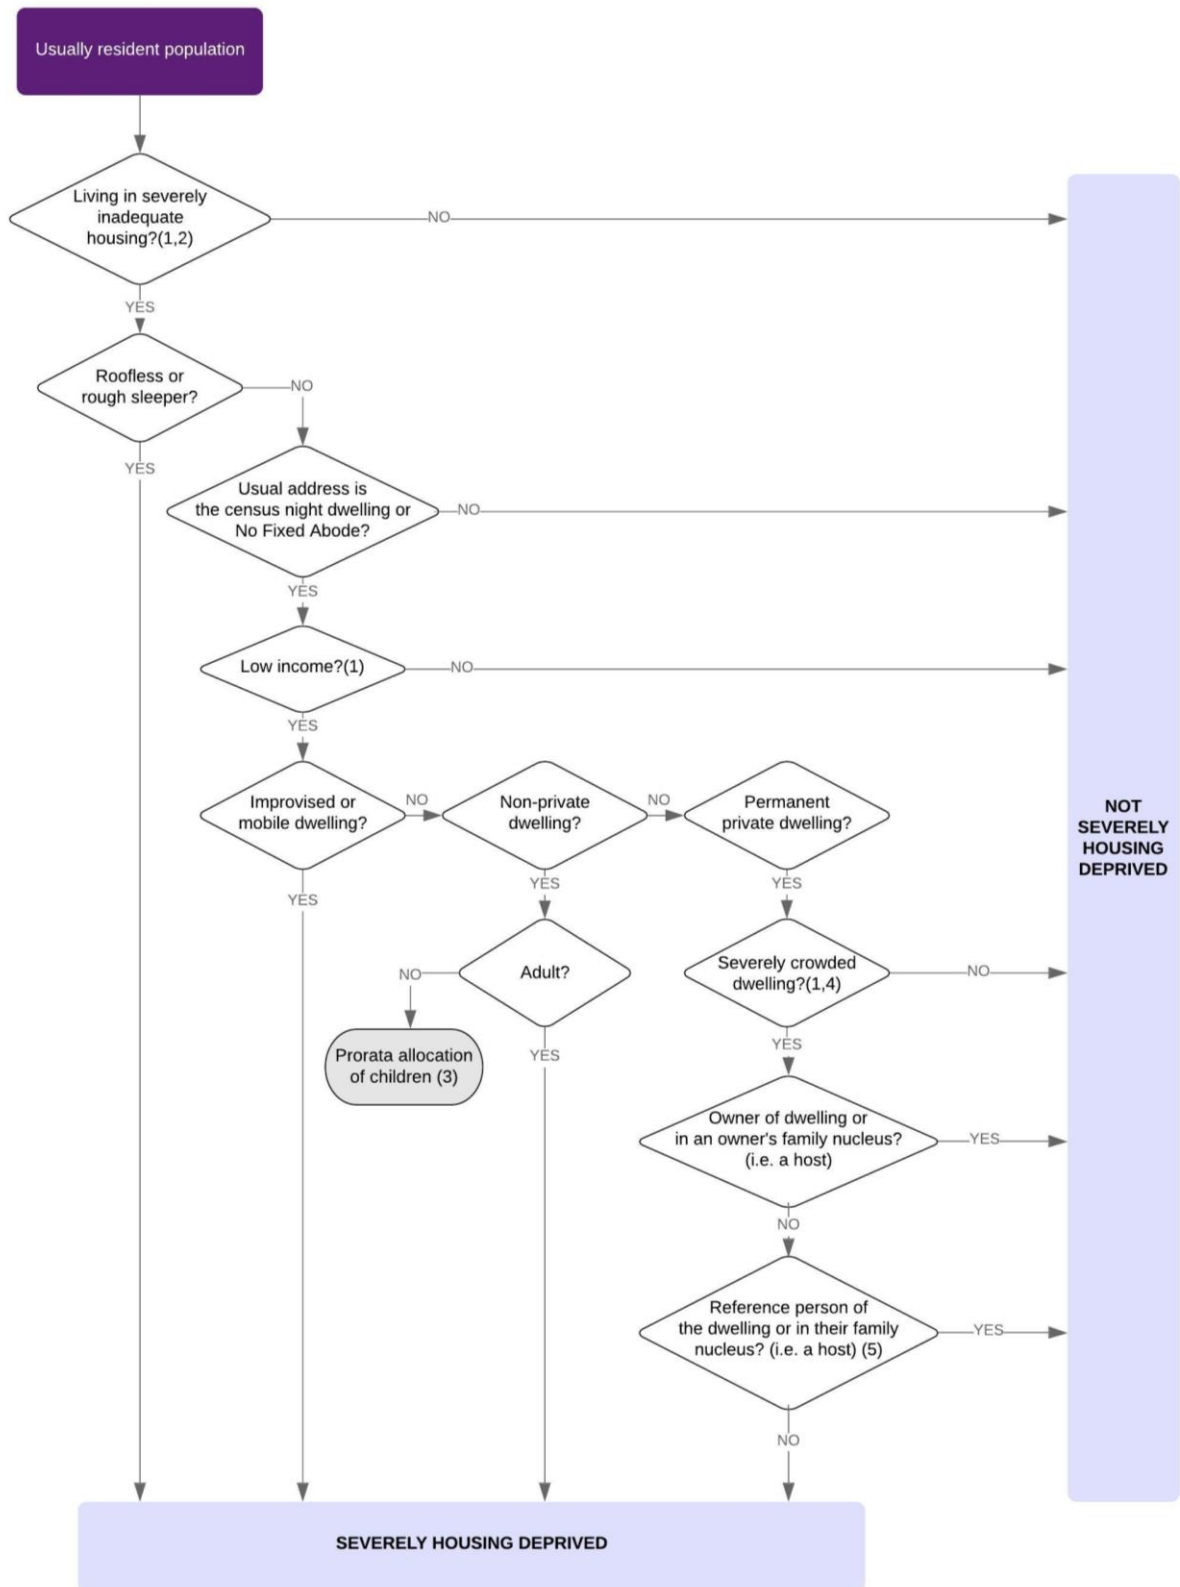 Usually resident population
Living in severely
inadequate
housing?(1,2)
NO
YES
Roofless or
rough sleeper?
NO
YES
Usual address is
the census night dwelling or
No Fixed Abode?
NO
YES
Low income?(1)
NO
YES
Improvised or
mobile dwelling?
NO
Non-private
dwelling?
NO
Permanent
private dwelling?
YES
YES
YES
NOT
SEVERELY
HOUSING
DEPRIVED
Adult?
NO
YES
Prorata allocation
of children (3)
Severely crowded
dwelling?(1,4)
NO
YES
Owner of dwelling or
in an owner's family nucleus?
(i.e. a host)
YES
NO
Reference person of
the dwelling or in their family
nucleus? (i.e. a host) (5)
YES
NO
SEVERELY HOUSING DEPRIVED